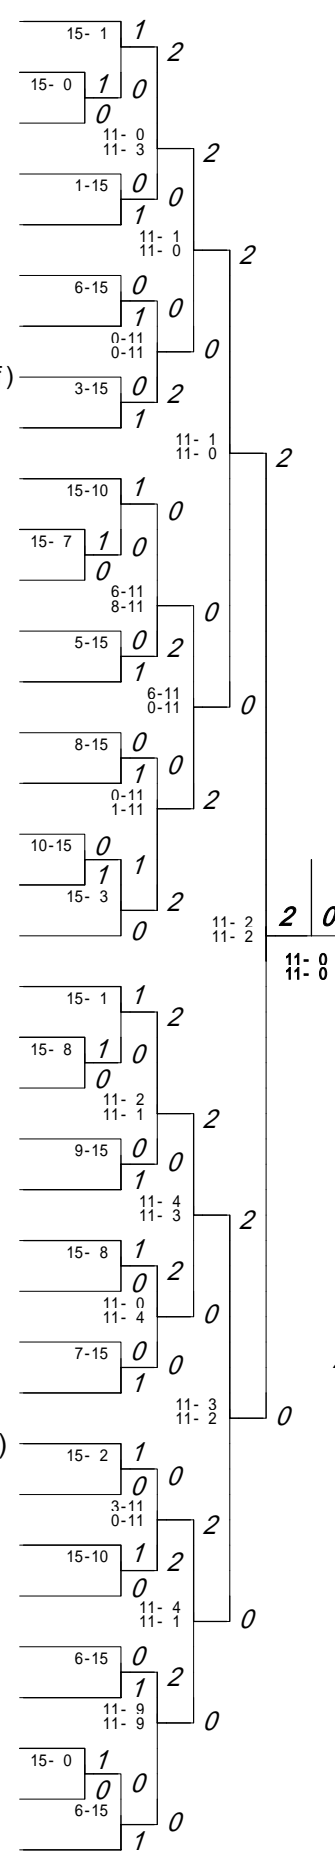 15- 1 1
2
15- 0 1 0
0
11- 0
11- 3 2
1-15 0 0
1
11- 1
11- 0 2
6-15 0
1 0
0-11
0-11 0
)
3-15 0 2
1
11- 1
11- 0 2
15-10 1
0
15- 7 1 0
0
6-11
8-11 0
5-15 0 2
1
6-11
0-11 0
8-15 0
1 0
0-11
1-11 2
10-15 0
1 1
15- 3 2
0
11- 2
11- 2 2 0
11- 0
11- 0
15- 1 1
2
15- 8 1 0
0
11- 2
11- 1 2
9-15 0
1 0
11- 4
11- 3 2
15- 8 1
0 2
11- 0
11- 4 0
7-15 0 0
1
11- 3
11- 2 0
)
15- 2 1
0 0
3-11
0-11 2
15-10 1 2
0
11- 4
11- 1 0
6-15 0
1 2
11- 9
11- 9 0
15- 0 1
0 0
6-15 0
1